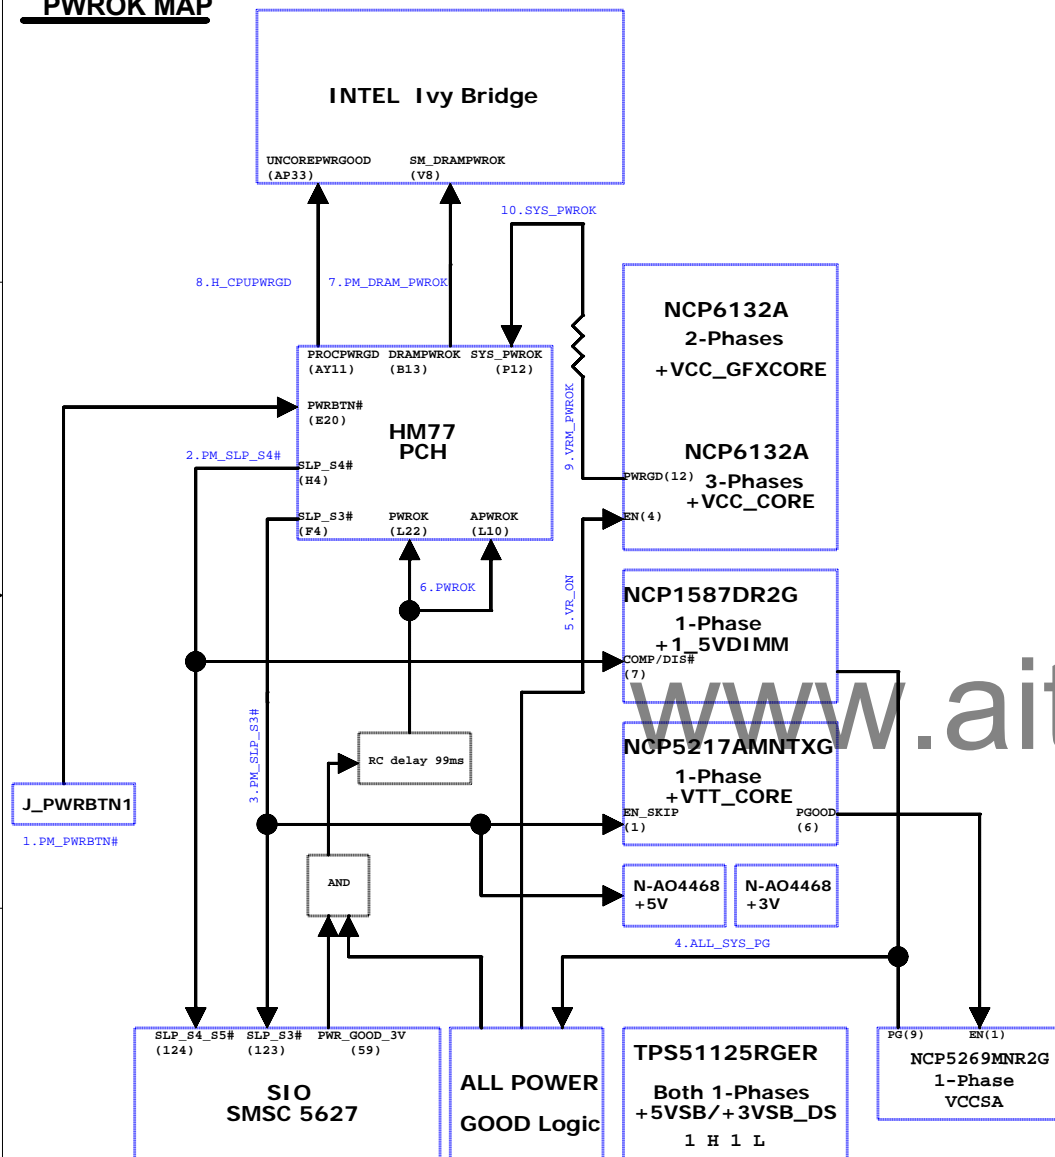 PWROK MAP
INTEL Ivy Bridge
UNCOREPWRGOOD
(AP33)
SM_DRAMPWROK
(V8)
10.SYS_PWROK
8.H_CPUPWRGD
7.PM_DRAM_PWROK
NCP6132A
2-Phases
+VCC_GFXCORE
NCP6132A
3-Phases
+VCC_CORE
PWRGD(12)
EN(4)
9.VRM_PWROK
PROCPWRGD
(AY11)
DRAMPWROK
(B13)
SYS_PWROK
(P12)
PWRBTN#
(E20)
HM77
PCH
2.PM_SLP_S4#
SLP_S4#
(H4)
SLP_S3#
(F4)
PWROK
(L22)
APWROK
(L10)
6.PWROK
5.VR_ON
NCP1587DR2G
1-Phase
+1_5VDIMM
COMP/DIS#
(7)
www.ait
NCP5217AMNTXG
1-Phase
+VTT_CORE
EN_SKIP
(1)
PGOOD
(6)
RC delay 99ms
3.PM_SLP_S3#
J_PWRBTN1
1.PM_PWRBTN#
AND
N-AO4468
+5V
N-AO4468
+3V
4.ALL_SYS_PG
SLP_S4_S5#
(124)
SLP_S3#
(123)
PWR_GOOD_3V
(59)
SIO
SMSC 5627
ALL POWER
GOOD Logic
TPS51125RGER
Both 1-Phases
+5VSB/+3VSB_DS
1 H 1 L
PG(9)
EN(1)
NCP5269MNR2G
1-Phase
VCCSA